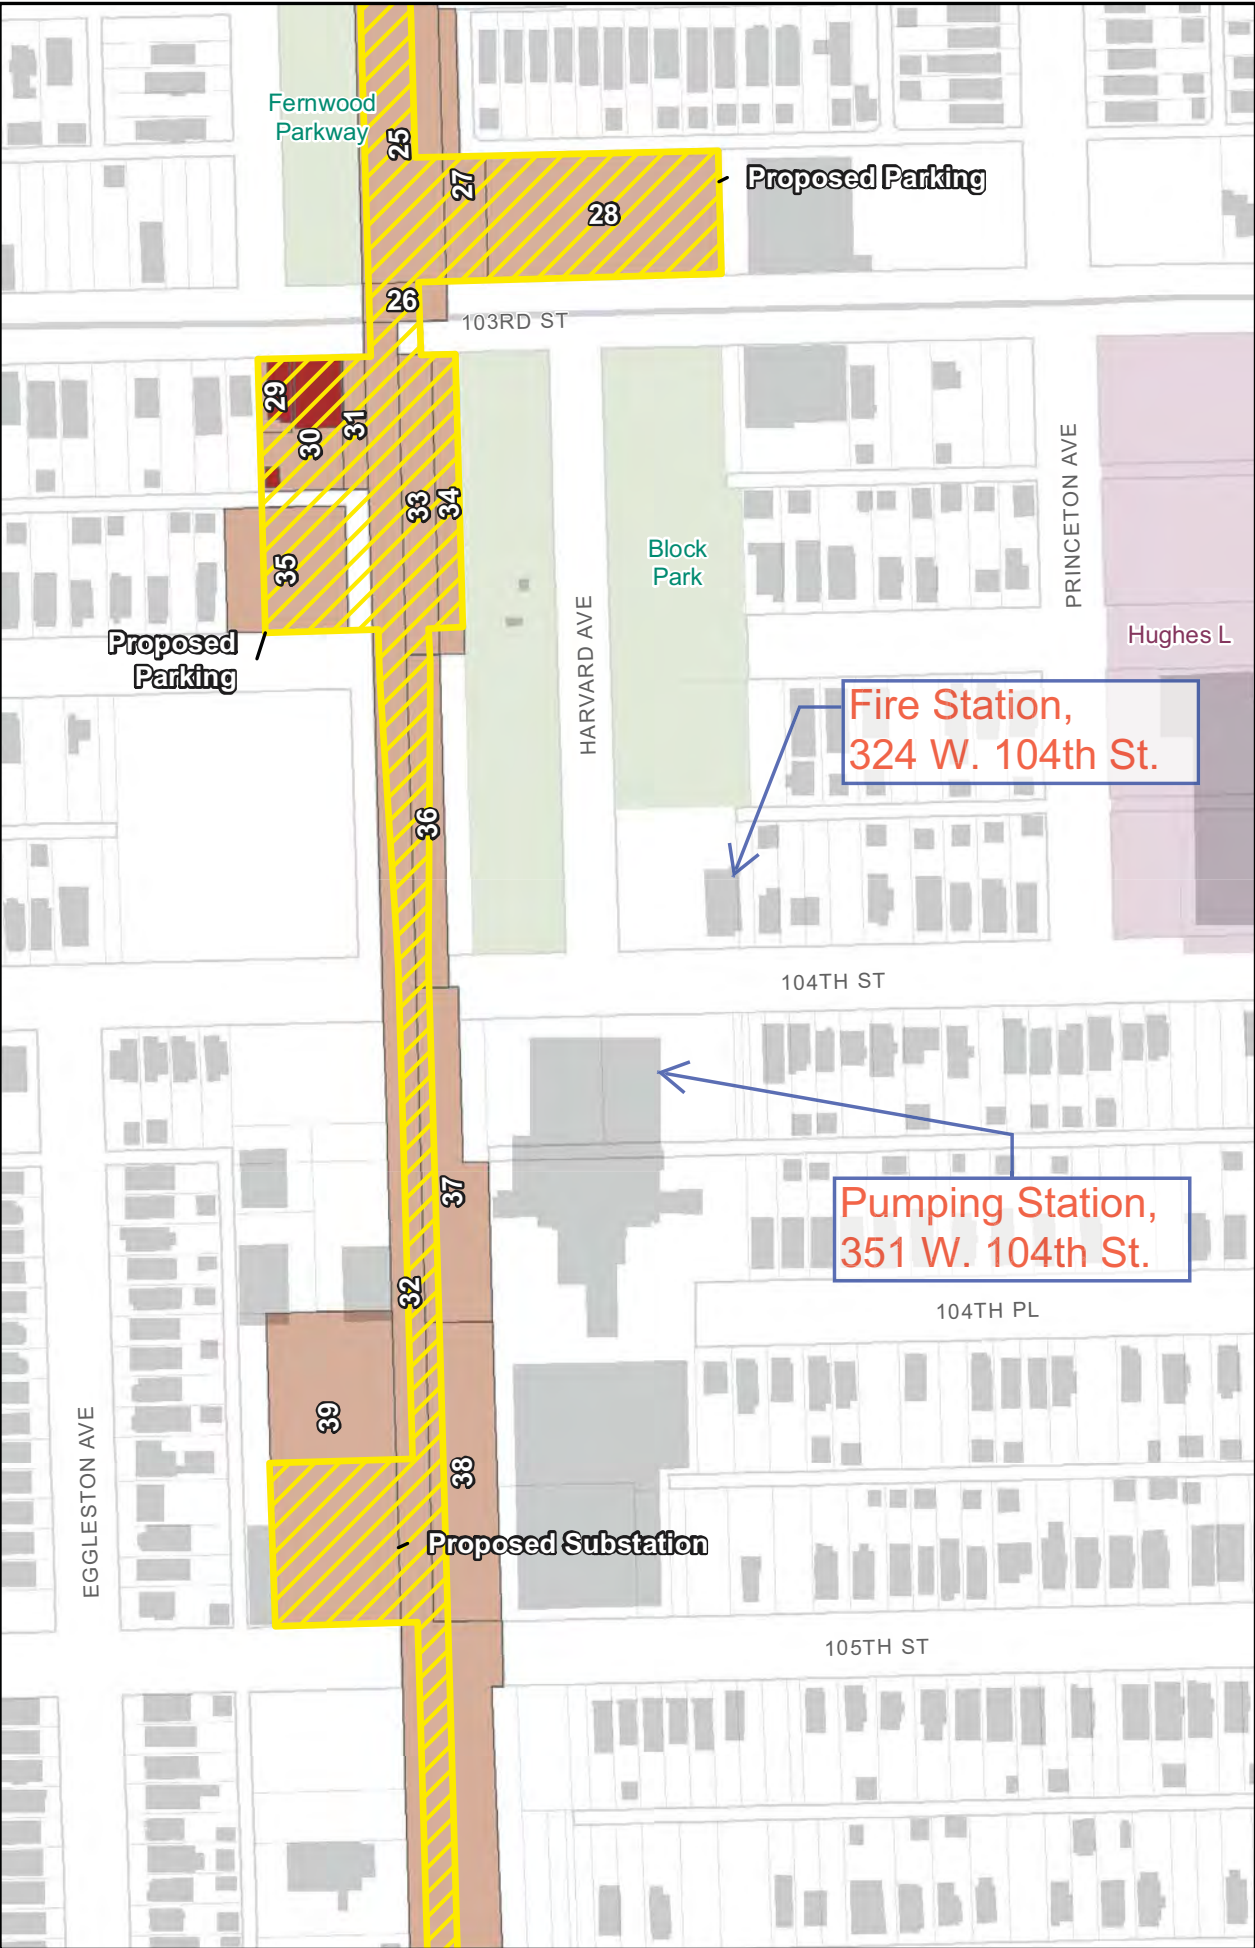 Fernwood
Parkway
25
27
28
Proposed Parking
26
103RD ST
29
30
31
33
34
35
Proposed
Parking
Block
Park
HARVARD AVE
PRINCETON AVE
Hughes L
Fire Station,
324 W. 104th St.
36
104TH ST
37
Pumping Station,
351 W. 104th St.
32
104TH PL
39
38
EGGLESTON AVE
Proposed Substation
105TH ST